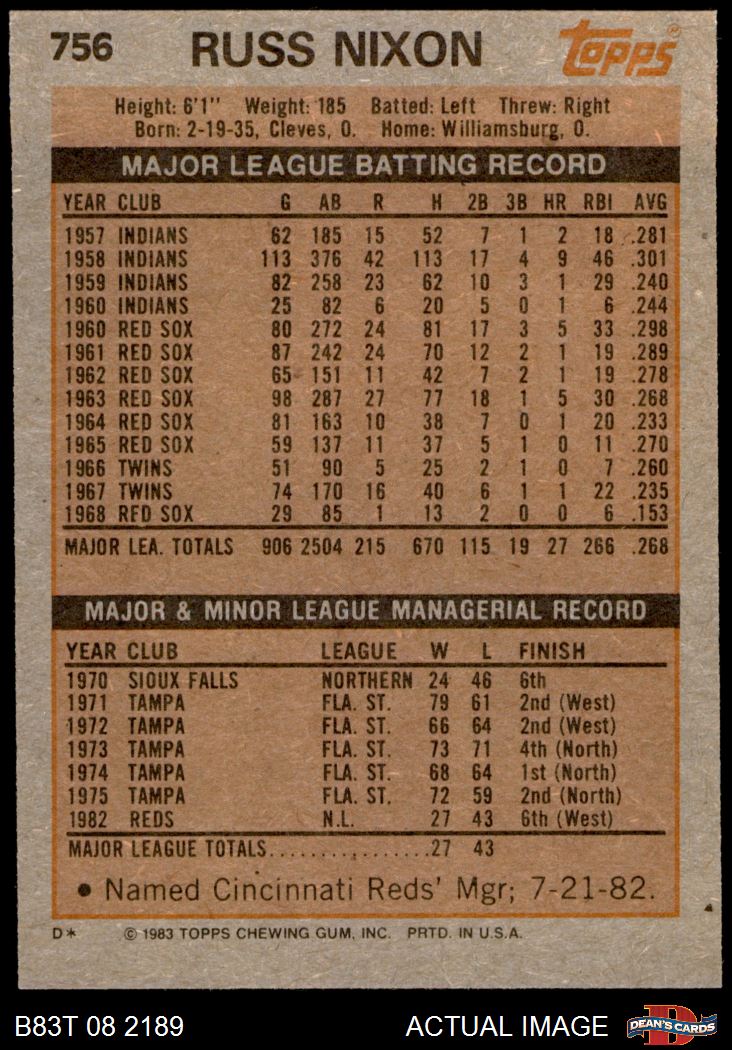 756 RUSS NIXON Topps
Height: 6'1" Weight: 185 Batted: Left Threw: Right
Born: 2-19-35, Cleves, O. Home: Williamsburg, O.
MAJOR LEAGUE BATTING RECORD
YEAR CLUB G AB R H 2B 3B HR RBI AVG
1957 INDIANS 62 185 15 52 7 1 2 18 .281
1958 INDIANS 113 376 42 113 17 4 9 46 .301
1959 INDIANS 82 258 23 62 10 3 1 29 .240
1960 INDIANS 25 82 6 20 5 0 1 6 .244
1960 RED SOX 80 272 24 81 17 3 5 33 .298
1961 RED SOX 87 242 24 70 12 2 1 19 .289
1962 RED SOX 65 151 11 42 7 2 1 19 .278
1963 RED SOX 98 287 27 77 18 1 5 30 .268
1964 RED SOX 81 163 10 38 7 0 1 20 .233
1965 RED SOX 59 137 11 37 5 1 0 11 .270
1966 TWINS 51 90 5 25 2 1 0 7 .260
1967 TWINS 74 170 16 40 6 1 1 22 .235
1968 RED SOX 29 85 1 13 2 0 0 6 .153
MAJOR LEA. TOTALS 906 2504 215 670 115 19 27 266 .268
MAJOR & MINOR LEAGUE MANAGERIAL RECORD
YEAR CLUB LEAGUE W L FINISH
1970 SIOUX FALLS NORTHERN 24 46 6th
1971 TAMPA FLA. ST. 79 61 2nd (West)
1972 TAMPA FLA. ST. 66 64 2nd (West)
1973 TAMPA FLA. ST. 73 71 4th (North)
1974 TAMPA FLA. ST. 68 64 1st (North)
1975 TAMPA FLA. ST. 72 59 2nd (North)
1982 REDS N.L. 27 43 6th (West)
MAJOR LEAGUE TOTALS................27 43
• Named Cincinnati Reds' Mgr; 7-21-82.
D* © 1983 TOPPS CHEWING GUM, INC. PRTD. IN U.S.A.
B83T 08 2189 ACTUAL IMAGE DEAN'S CARDS